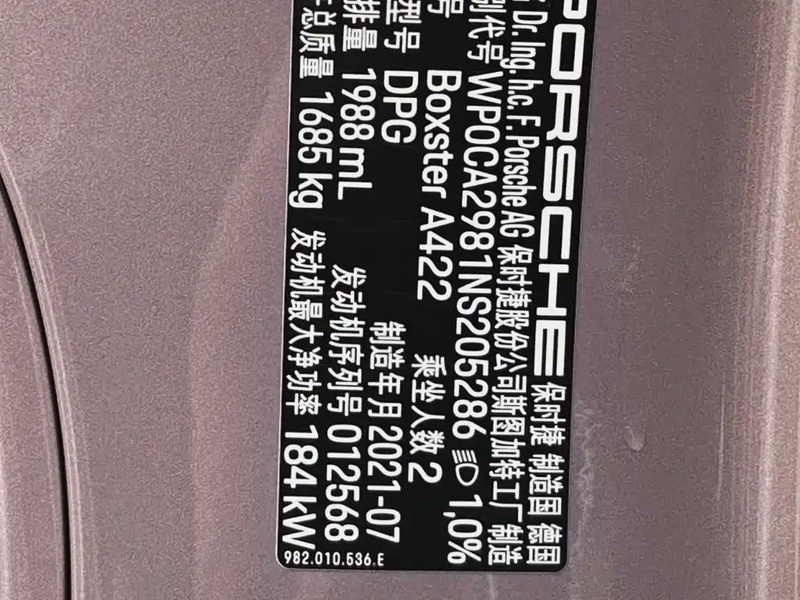 PORSCHE 保时捷 制造国 德国
Dr. Ing. h.c. F. Porsche AG 保时捷股份公司斯图加特工厂 制造
别代号 WP0CA2981NS205286 1,0%
号 Boxster A422 乘坐人数 2
型号 DPG 制造年月 2021-07
排量 1988 mL 发动机序列号 012568
总质量 1685 kg 发动机最大净功率 184 kW
982.010.536.E